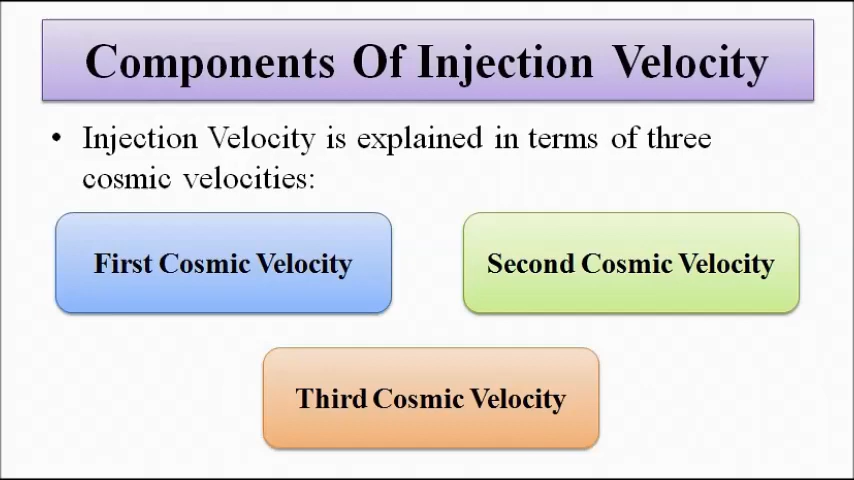 Components Of Injection Velocity
• Injection Velocity is explained in terms of three
cosmic velocities:
First Cosmic Velocity
Second Cosmic Velocity
Third Cosmic Velocity